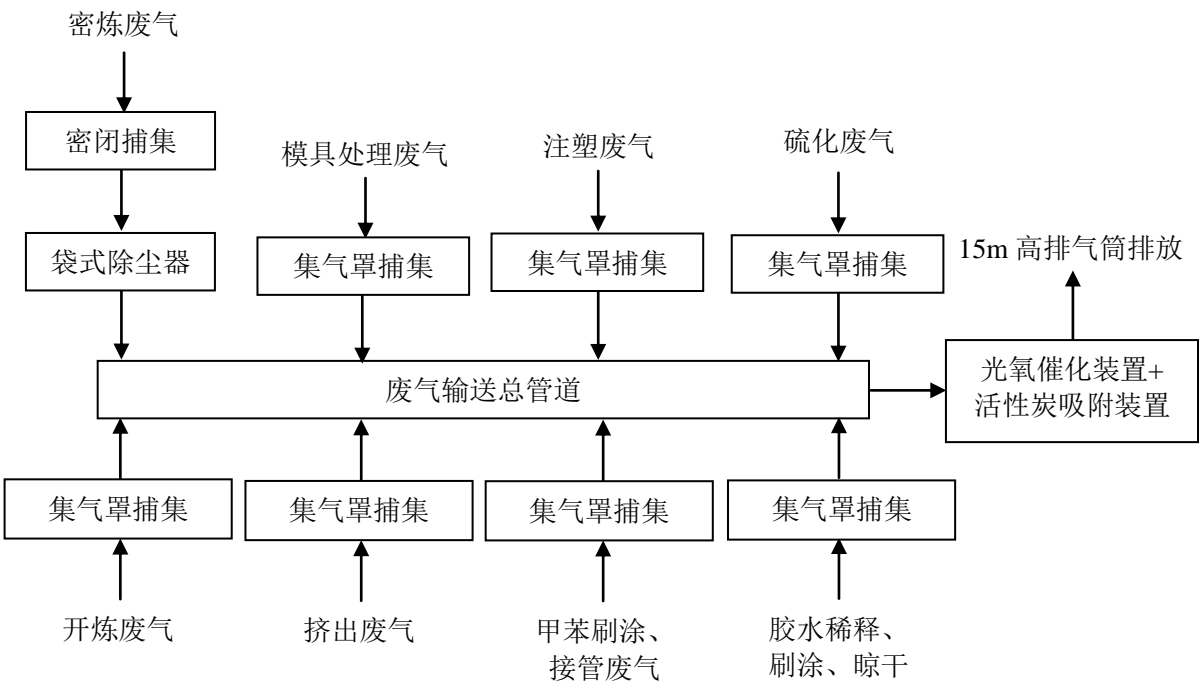 密炼废气
密闭捕集
模具处理废气
注塑废气
硫化废气
袋式除尘器
集气罩捕集
集气罩捕集
集气罩捕集
15m 高排气筒排放
废气输送总管道
光氧催化装置+
活性炭吸附装置
集气罩捕集
集气罩捕集
集气罩捕集
集气罩捕集
开炼废气
挤出废气
甲苯刷涂、
接管废气
胶水稀释、
刷涂、晾干